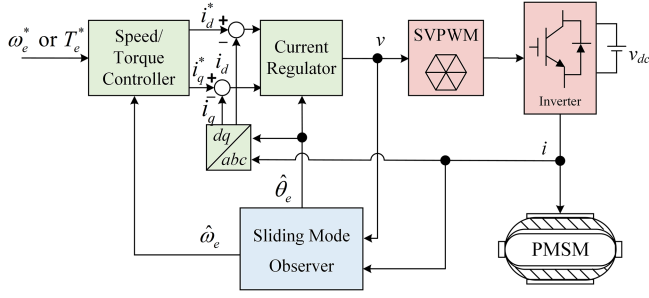 ω*e or T*e
Speed/
Torque
Controller
i*d +
−
id
i*q +
−
iq
Current
Regulator
v
SVPWM
Inverter
vdc
dq
abc
i
θ̂e
ω̂e
Sliding Mode
Observer
PMSM